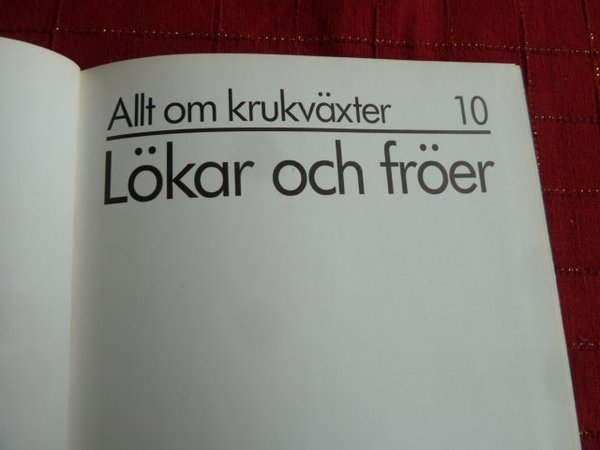 Allt om krukväxter 10
Lökar och fröer